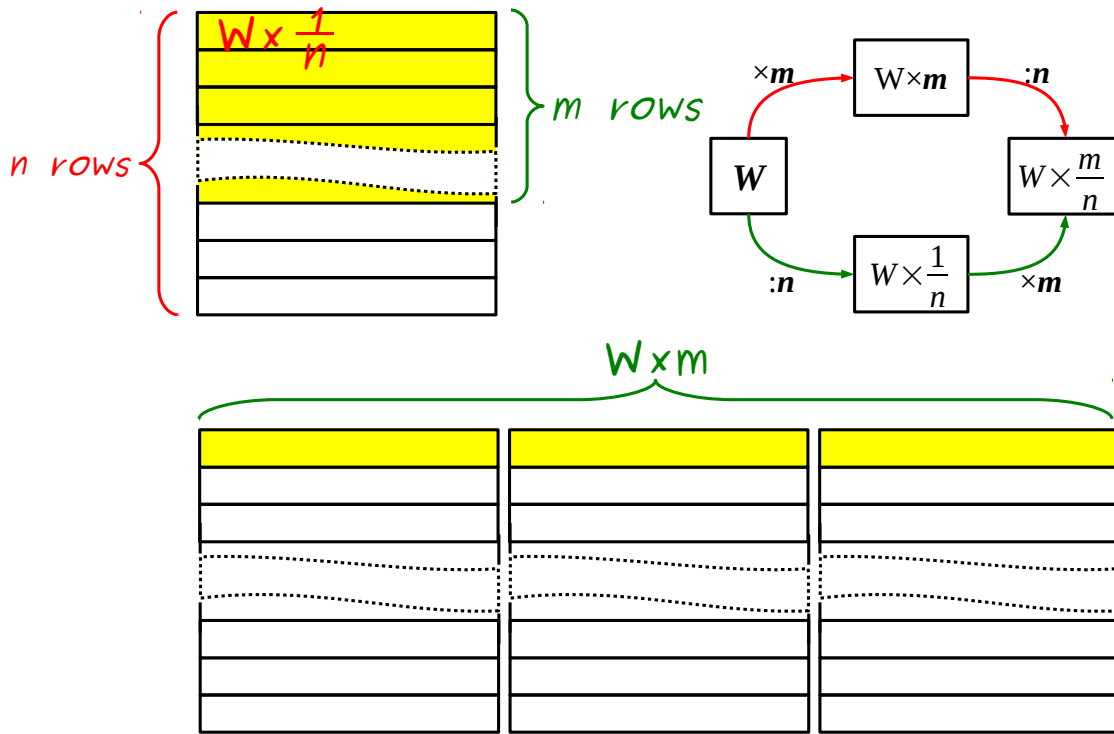 W x 1/n
n rows
m rows
×m
W×m
:n
W
W × m/n
:n
W × 1/n
×m
W x m